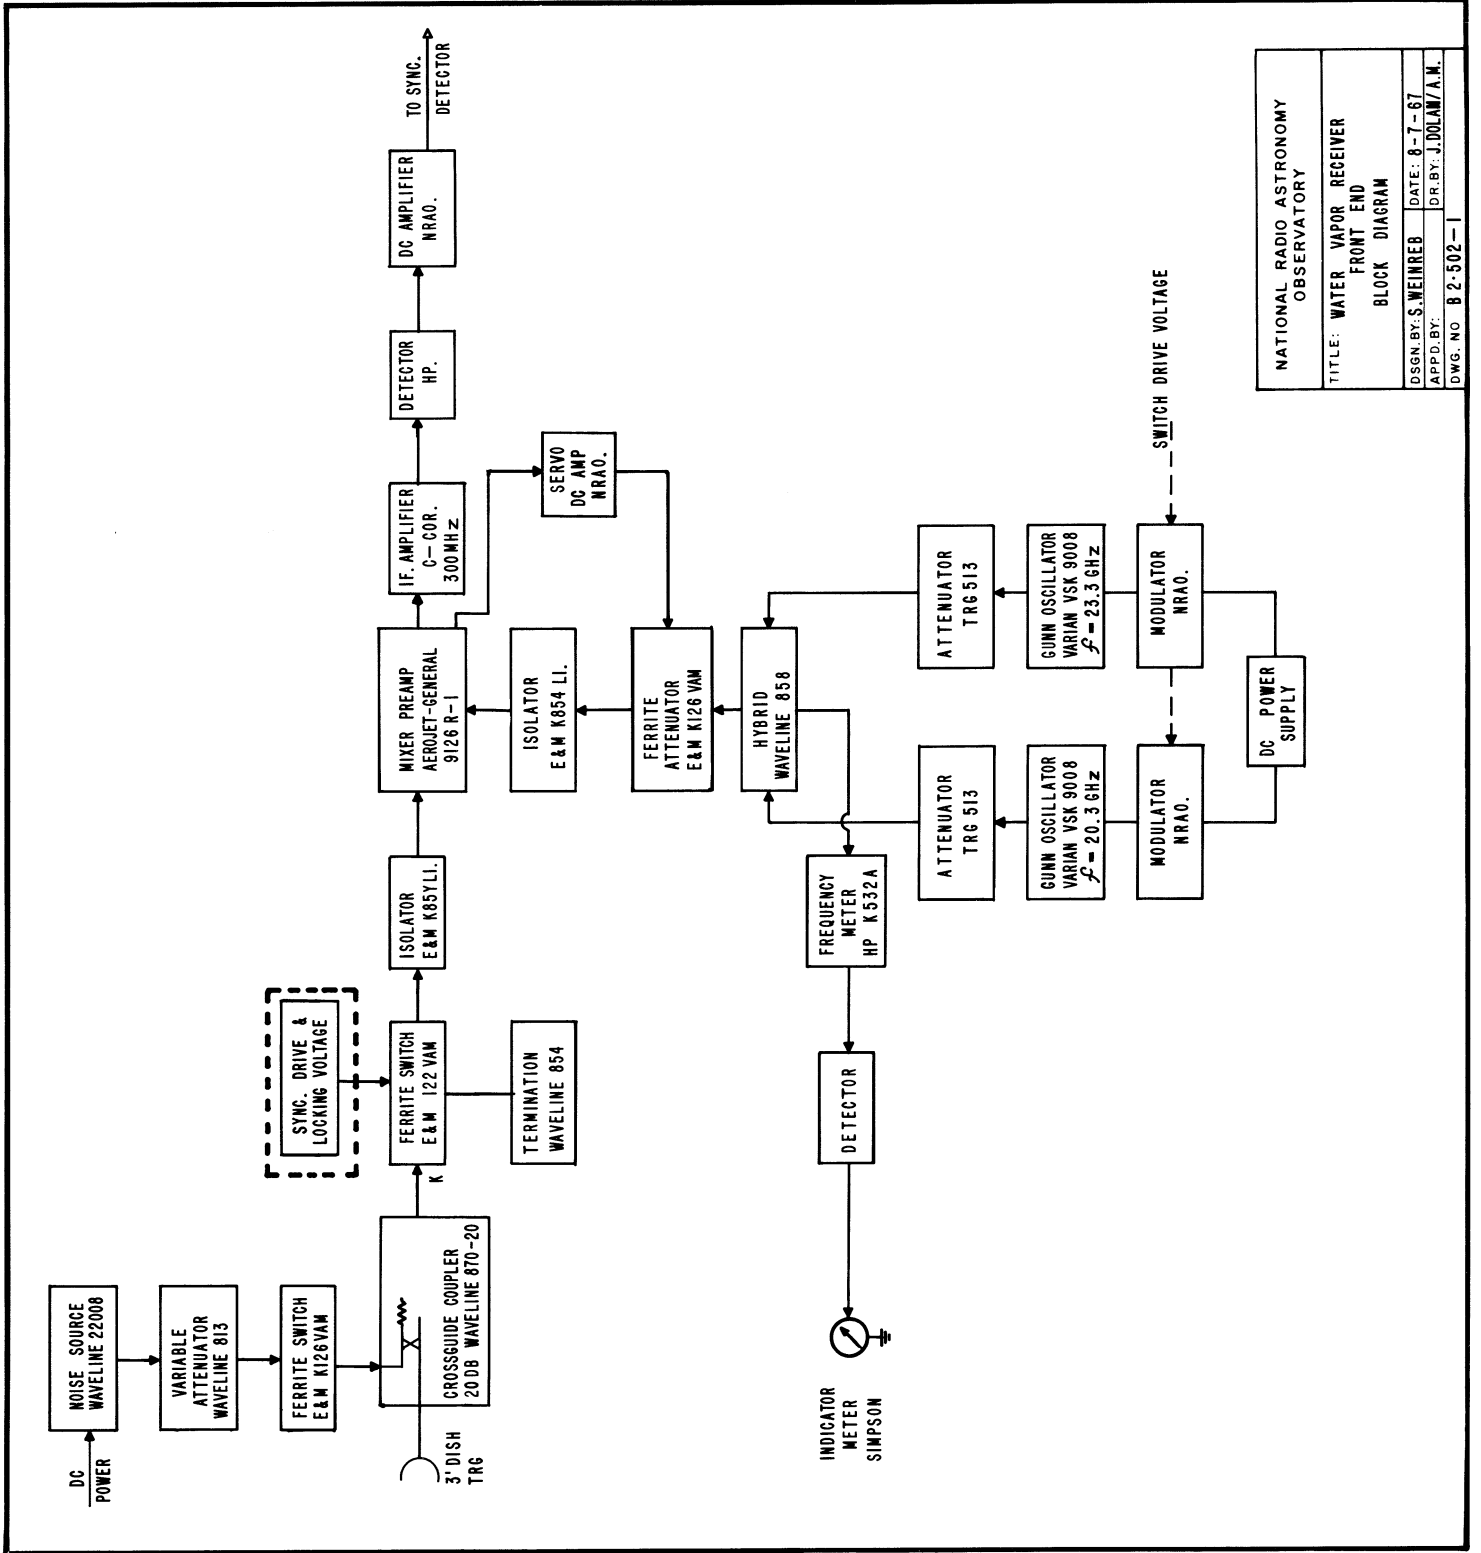 DC
POWER
NOISE SOURCE
WAVELINE 22008
VARIABLE
ATTENUATOR
WAVELINE 813
FERRITE SWITCH
E&M K126VAM
3' DISH
TRG
CROSSGUIDE COUPLER
20 DB WAVELINE 870-20
K
SYNC. DRIVE &
LOCKING VOLTAGE
FERRITE SWITCH
E&M 122 VAM
TERMINATION
WAVELINE 854
ISOLATOR
E&M K85YLI.
MIXER PREAMP
AEROJET-GENERAL
9126 R-1
IF. AMPLIFIER
C-COR.
300MHz
DETECTOR
HP.
DC AMPLIFIER
NRAO.
TO SYNC.
DETECTOR
SERVO
DC AMP
NRAO.
ISOLATOR
E&M K854 LI.
FERRITE
ATTENUATOR
E&M K126 VAM
HYBRID
WAVELINE 858
INDICATOR
METER
SIMPSON
DETECTOR
FREQUENCY
METER
HP K532A
ATTENUATOR
TRG 513
ATTENUATOR
TRG 513
GUNN OSCILLATOR
VARIAN VSK 9008
f = 20.3 GHz
GUNN OSCILLATOR
VARIAN VSK 9008
f = 23.3 GHz
MODULATOR
NRAO.
MODULATOR
NRAO.
SWITCH DRIVE VOLTAGE
DC POWER
SUPPLY
NATIONAL RADIO ASTRONOMY
OBSERVATORY
TITLE: WATER VAPOR RECEIVER
FRONT END
BLOCK DIAGRAM
DSGN. BY: S. WEINREB DATE: 8-7-67
APPD. BY: DR. BY: J. DOLAN/A.M.
DWG. NO B 2·502-1